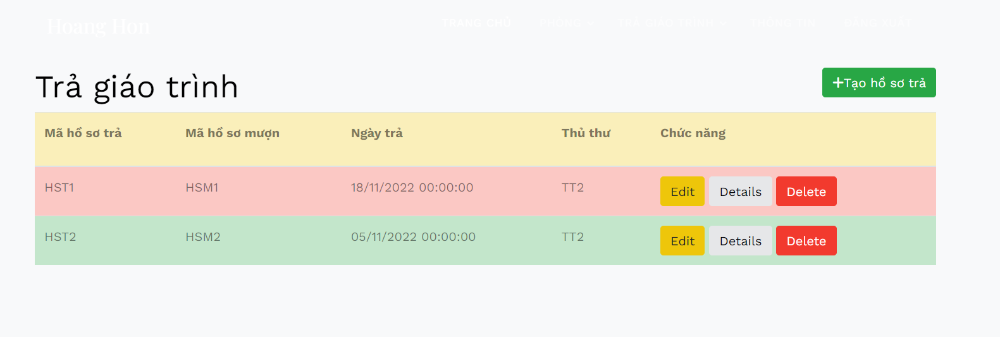 Hoang Hon
TRANG CHỦ PHÒNG TRẢ GIÁO TRÌNH THÔNG TIN ĐĂNG XUẤT
Trả giáo trình
Tạo hồ sơ trả
Mã hồ sơ trả Mã hồ sơ mượn Ngày trả Thủ thư Chức năng
HST1 HSM1 18/11/2022 00:00:00 TT2 Edit Details Delete
HST2 HSM2 05/11/2022 00:00:00 TT2 Edit Details Delete